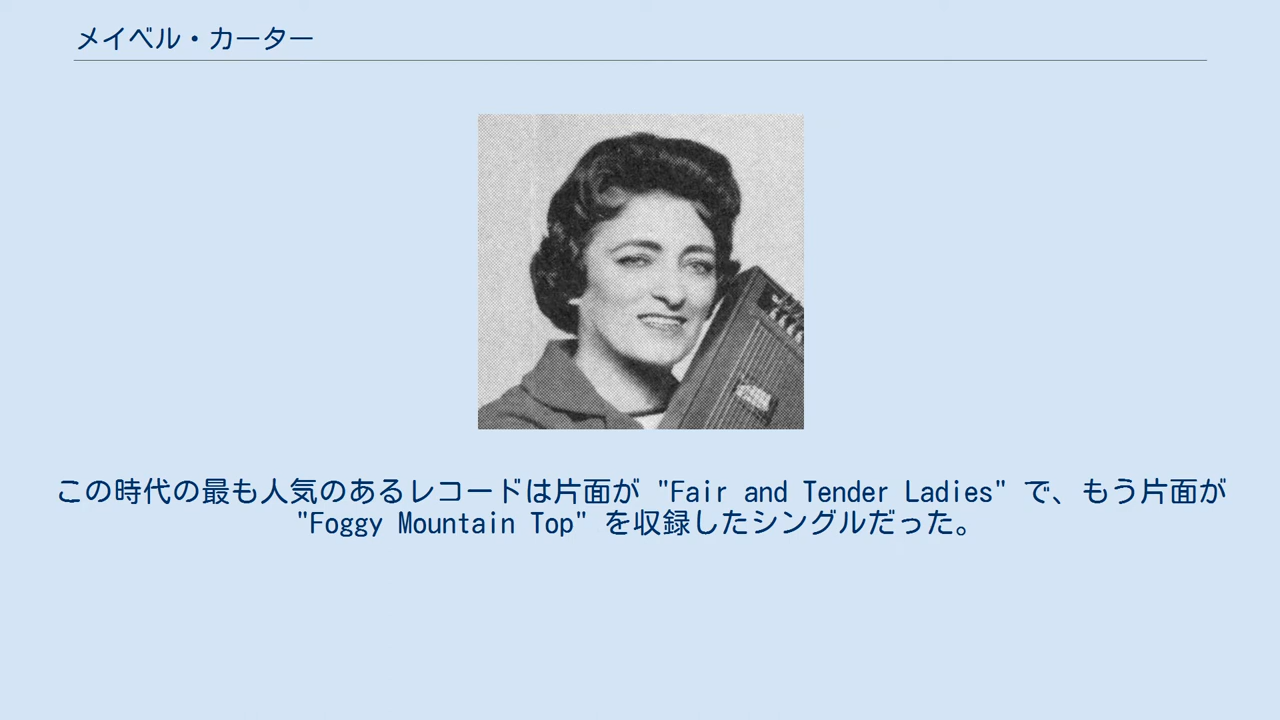 メイベル・カーター
この時代の最も人気のあるレコードは片面が "Fair and Tender Ladies" で、もう片面が
"Foggy Mountain Top" を収録したシングルだった。